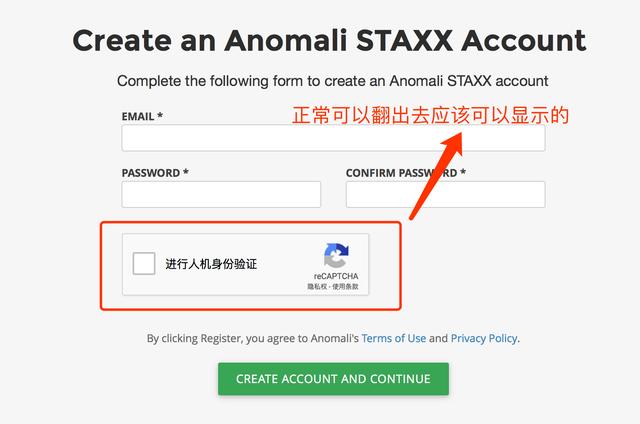 Create an Anomali STAXX Account
Complete the following form to create an Anomali STAXX account
EMAIL *
正常可以翻出去应该可以显示的
PASSWORD *
CONFIRM PASSWORD *
进行人机身份验证
reCAPTCHA
隐私权 - 使用条款
By clicking Register, you agree to Anomali's Terms of Use and Privacy Policy.
CREATE ACCOUNT AND CONTINUE